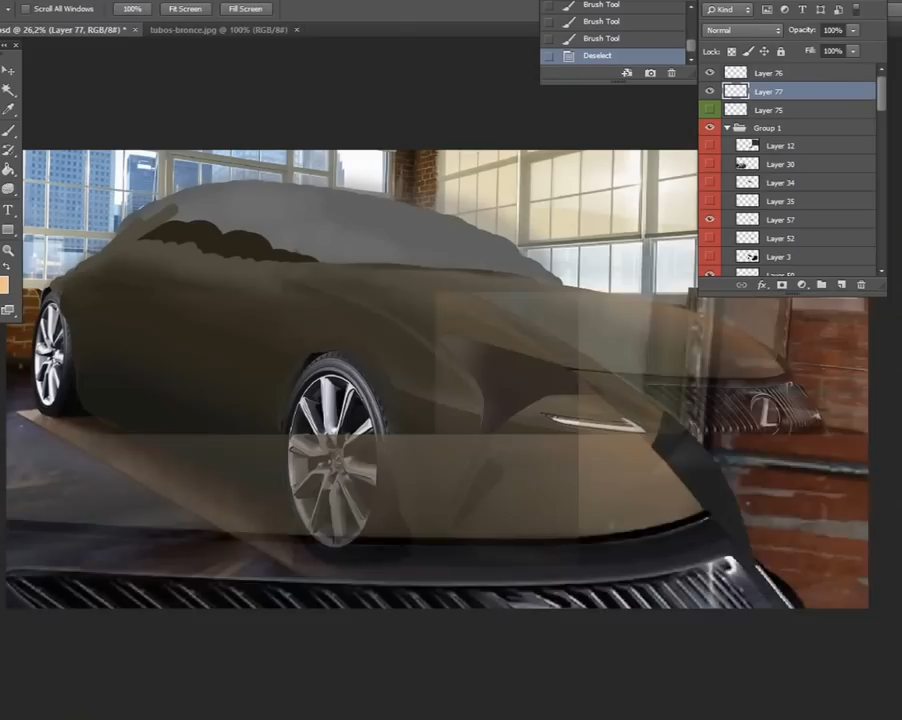 Scroll All Windows 100% Fit Screen Fill Screen
sd @ 26,2% (Layer 77, RGB/8#) * ×
tubos-bronce.jpg @ 100% (RGB/8#) ×
Brush Tool
Brush Tool
Brush Tool
Deselect
Kind
Normal Opacity: 100%
Lock: Fill: 100%
Layer 76
Layer 77
Layer 75
Group 1
Layer 12
Layer 30
Layer 34
Layer 35
Layer 57
Layer 52
Layer 3
fx